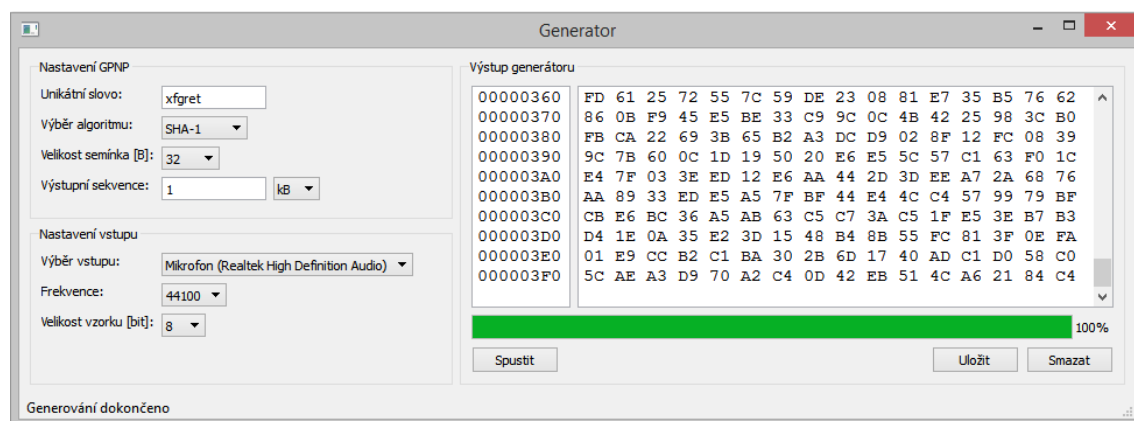 Generator
Nastavení GPNP
Unikátní slovo: xfgret
Výběr algoritmu: SHA-1
Velikost semínka [B]: 32
Výstupní sekvence: 1 kB
Nastavení vstupu
Výběr vstupu: Mikrofon (Realtek High Definition Audio)
Frekvence: 44100
Velikost vzorku [bit]: 8
Výstup generátoru
00000360 FD 61 25 72 55 7C 59 DE 23 08 81 E7 35 B5 76 62
00000370 86 0B F9 45 E5 BE 33 C9 9C 0C 4B 42 25 98 3C B0
00000380 FB CA 22 69 3B 65 B2 A3 DC D9 02 8F 12 FC 08 39
00000390 9C 7B 60 0C 1D 19 50 20 E6 E5 5C 57 C1 63 F0 1C
000003A0 E4 7F 03 3E ED 12 E6 AA 44 2D 3D EE A7 2A 68 76
000003B0 AA 89 33 ED E5 A5 7F BF 44 E4 4C C4 57 99 79 BF
000003C0 CB E6 BC 36 A5 AB 63 C5 C7 3A C5 1F E5 3E B7 B3
000003D0 D4 1E 0A 35 E2 3D 15 48 B4 8B 55 FC 81 3F 0E FA
000003E0 01 E9 CC B2 C1 BA 30 2B 6D 17 40 AD C1 D0 58 C0
000003F0 5C AE A3 D9 70 A2 C4 0D 42 EB 51 4C A6 21 84 C4
100%
Spustit Uložit Smazat
Generování dokončeno